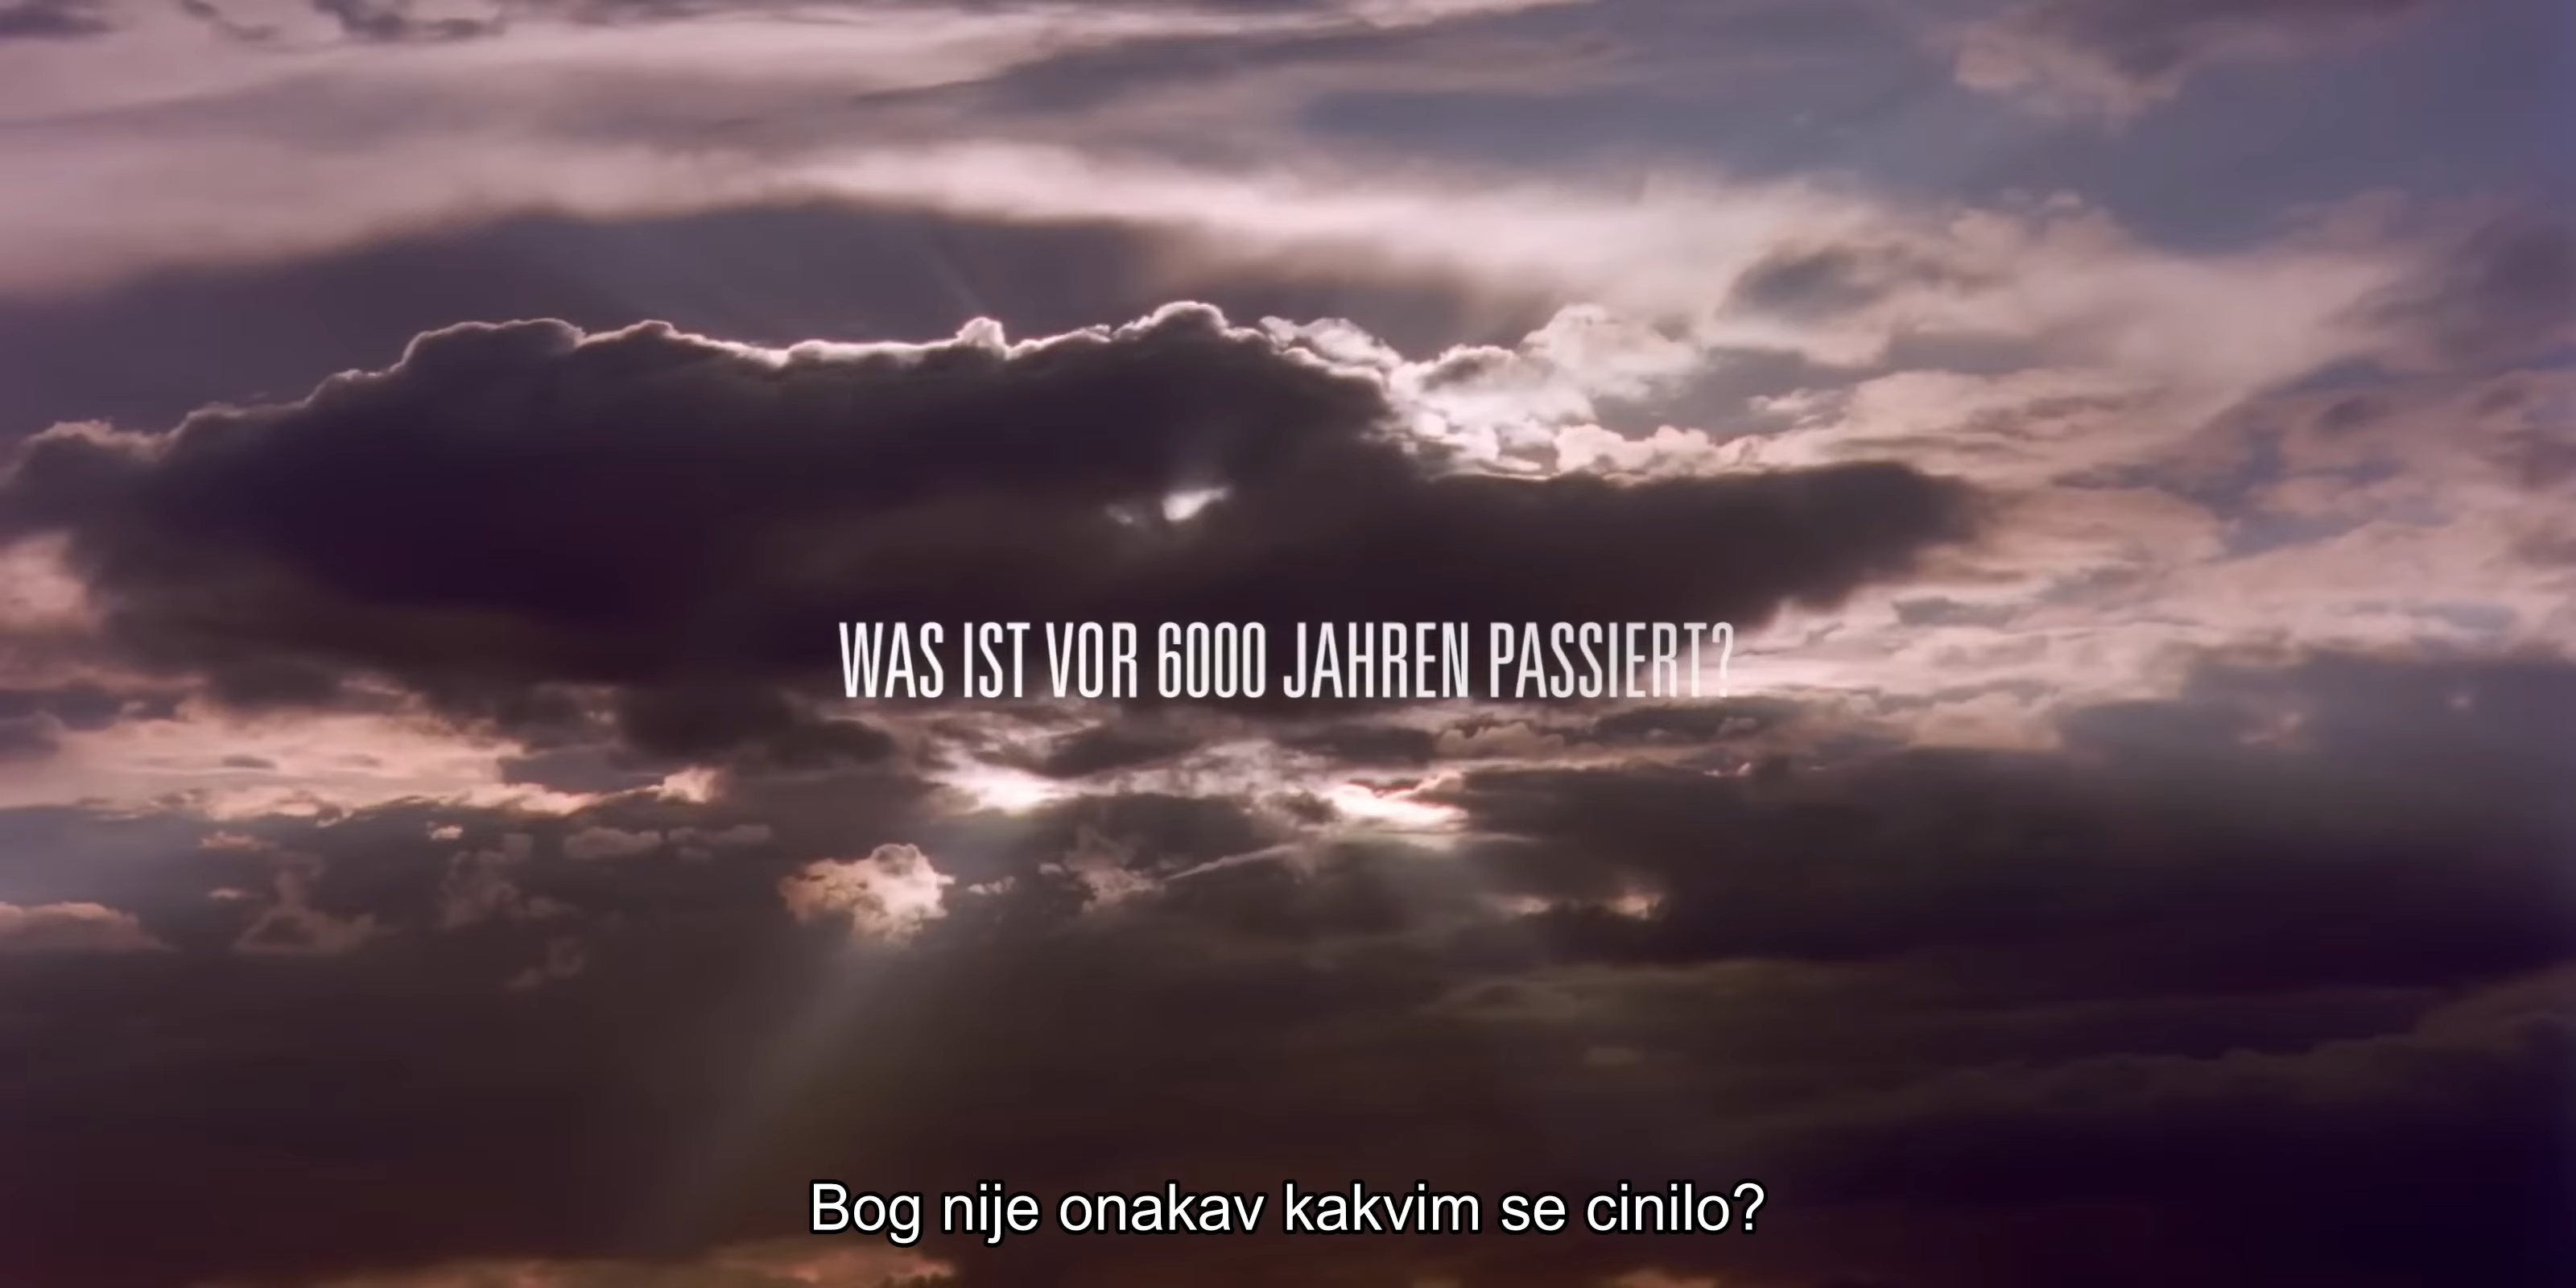 WAS IST VOR 6000 JAHREN PASSIERT?
Bog nije onakav kakvim se cinilo?